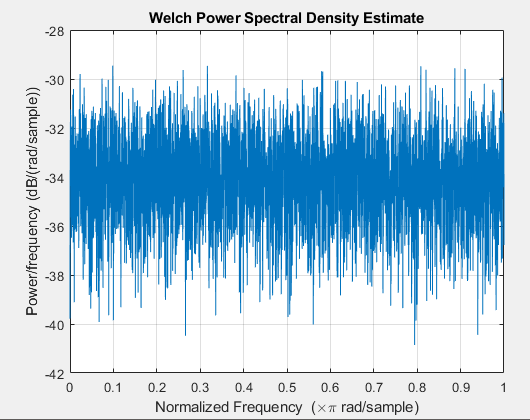 Welch Power Spectral Density Estimate
-28
-30
-32
-34
-36
-38
-40
-42
Power/frequency (dB/(rad/sample))
0 0.1 0.2 0.3 0.4 0.5 0.6 0.7 0.8 0.9 1
Normalized Frequency (×π rad/sample)